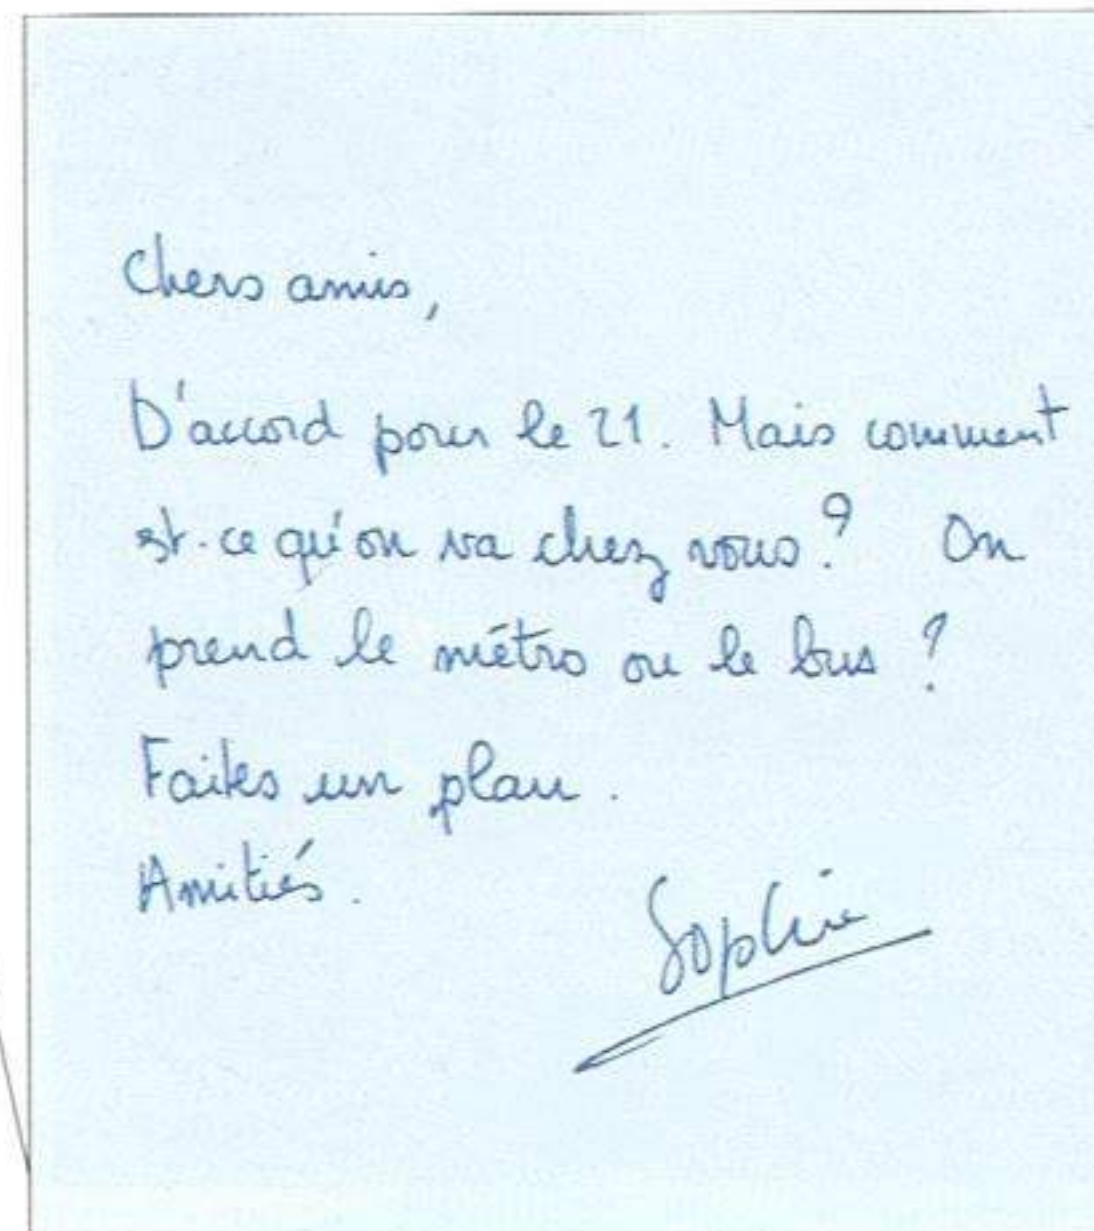 Chers amis,
D'accord pour le 21. Mais comment
est-ce qu'on va chez vous ? On
prend le métro ou le bus ?
Faites un plan.
Amitiés.
Sophie